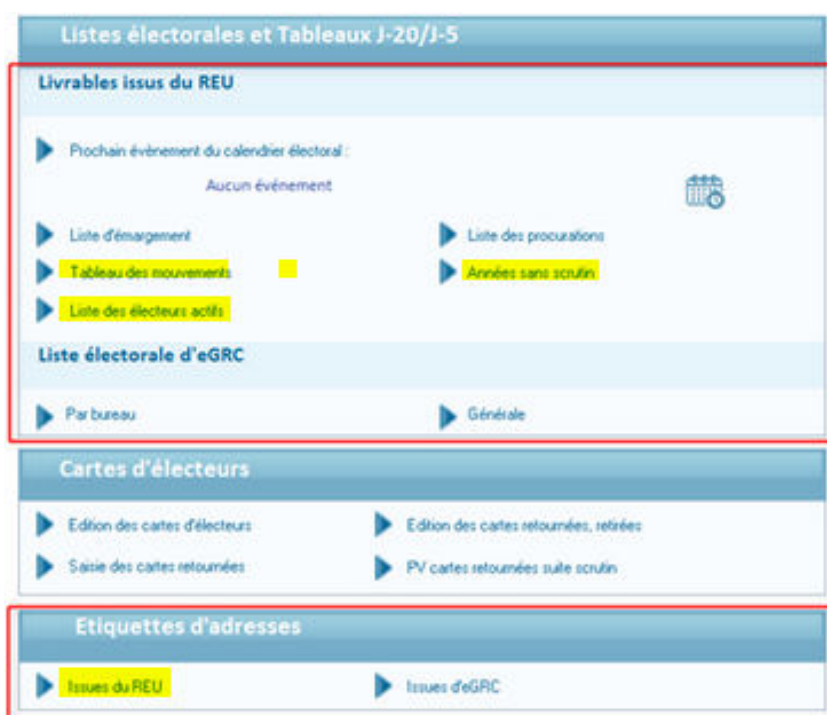 Listes électorales et Tableaux J-20/J-5
Livrables issus du REU
Prochain évènement du calendrier électoral :
Aucun événement
Liste d'émargement
Liste des procurations
Tableau des mouvements
Années sans scrutin
Liste des électeurs actifs
Liste électorale d'eGRC
Par bureau
Générale
Cartes d'électeurs
Edition des cartes d'électeurs
Edition des cartes retournées, retirées
Saisie des cartes retournées
PV cartes retournées suite scrutin
Etiquettes d'adresses
Issues du REU
Issues d'eGRC